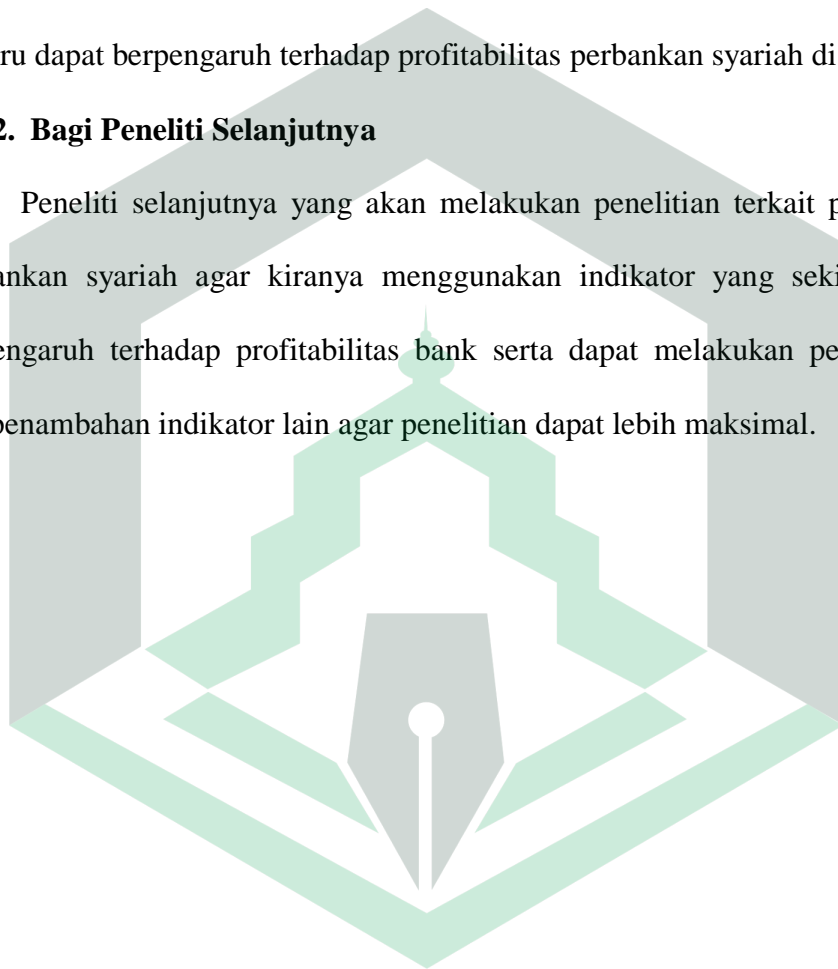 ru dapat berpengaruh terhadap profitabilitas perbankan syariah di
2. Bagi Peneliti Selanjutnya
Peneliti selanjutnya yang akan melakukan penelitian terkait p
ankan syariah agar kiranya menggunakan indikator yang seki
engaruh terhadap profitabilitas bank serta dapat melakukan pe
penambahan indikator lain agar penelitian dapat lebih maksimal.